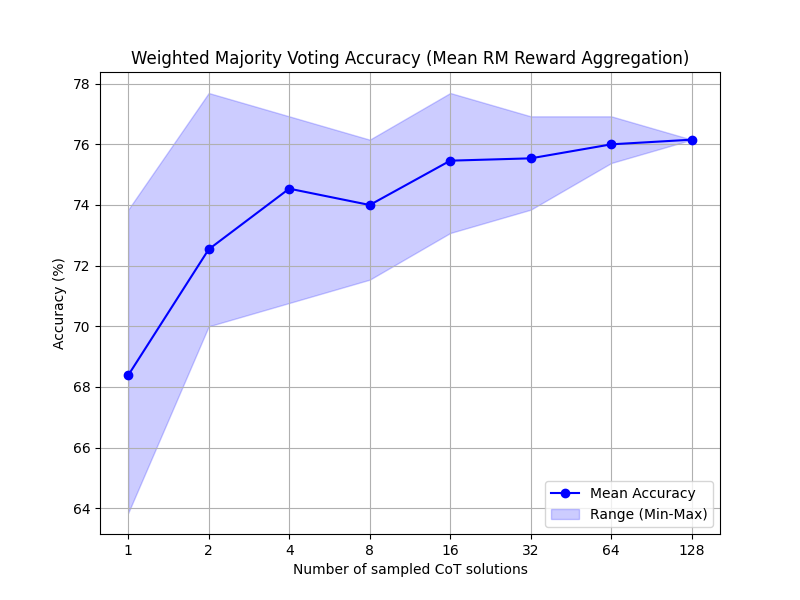 Weighted Majority Voting Accuracy (Mean RM Reward Aggregation)
78
76
74
72
70
68
66
64
Accuracy (%)
Mean Accuracy
Range (Min-Max)
1 2 4 8 16 32 64 128
Number of sampled CoT solutions